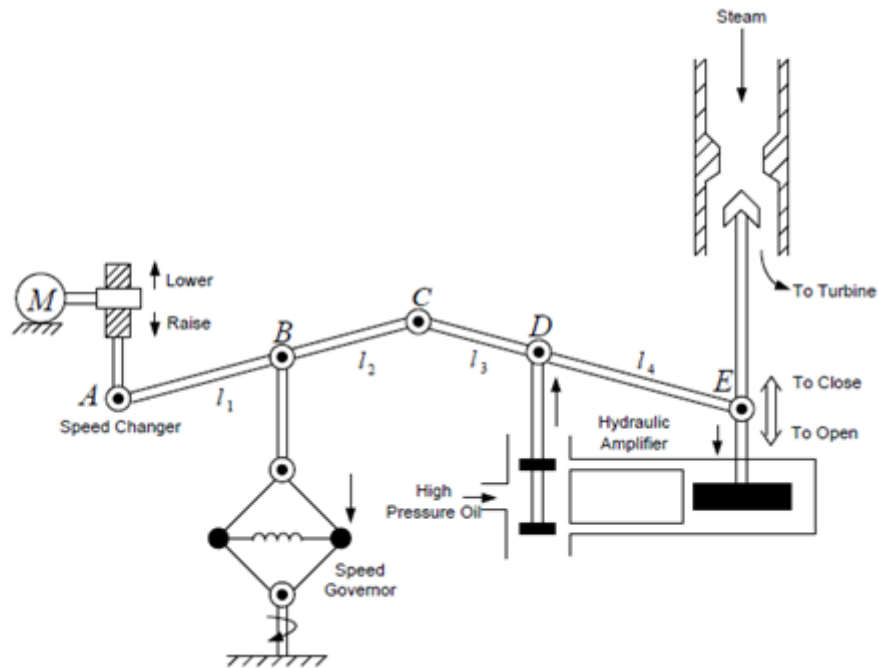 Steam
To Turbine
M
Lower
Raise
A
Speed Changer
l₁
B
l₂
C
l₃
D
l₄
E
To Close
To Open
Hydraulic
Amplifier
High
Pressure Oil
Speed
Governor